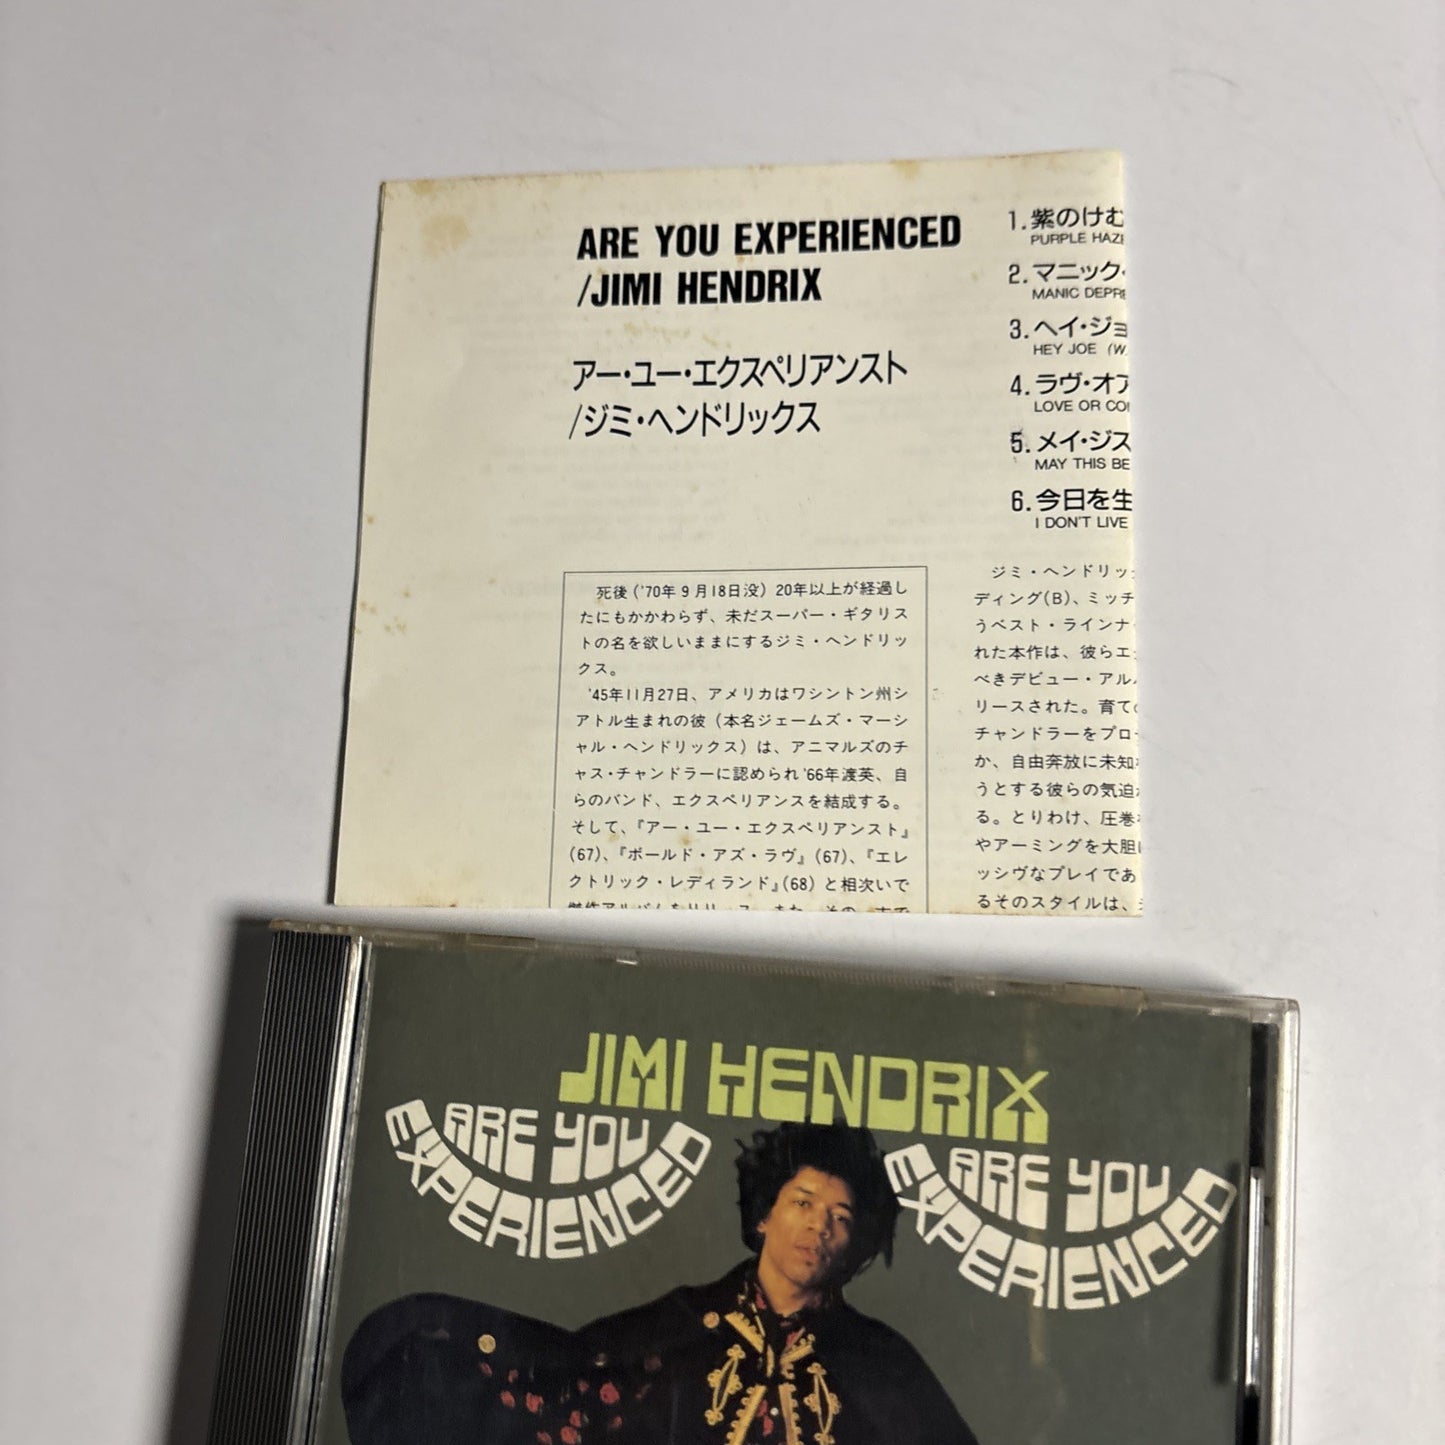 ARE YOU EXPERIENCED
/JIMI HENDRIX
アー・ユー・エクスペリアンスト
/ジミ・ヘンドリックス
1.紫のけむ
PURPLE HAZE
2.マニック・
MANIC DEPRE
3.ヘイ・ジョ
HEY JOE (W
4.ラヴ・オア
LOVE OR CO
5.メイ・ジス
MAY THIS BE
6.今日を生
I DON'T LIVE
死後('70年9月18日没)20年以上が経過し
たにもかかわらず、未だスーパー・ギタリス
トの名を欲しいままにするジミ・ヘンドリッ
クス。
'45年11月27日、アメリカはワシントン州シ
アトル生まれの彼(本名ジェームズ・マーシ
ャル・ヘンドリックス)は、アニマルズのチ
ャス・チャンドラーに認められ'66年渡英、自
らのバンド、エクスペリアンスを結成する。
そして、『アー・ユー・エクスペリアンスト』
(67)、『ボールド・アズ・ラヴ』(67)、『エレ
クトリック・レディランド』(68)と相次いで
傑作アルバムをリリース。また、その
ジミ・ヘンドリッ
ディング(B)、ミッチ
うベスト・ラインナ
れた本作は、彼らエ
べきデビュー・アル
リースされた。育て
チャンドラーをプロ
か、自由奔放に未知
うとする彼らの気迫
る。とりわけ、圧巻
やアーミングを大胆
ッシヴなプレイであ
るそのスタイルは、
JIMI HENDRIX
ARE YOU
EXPERIENCED
ARE YOU
EXPERIENCED